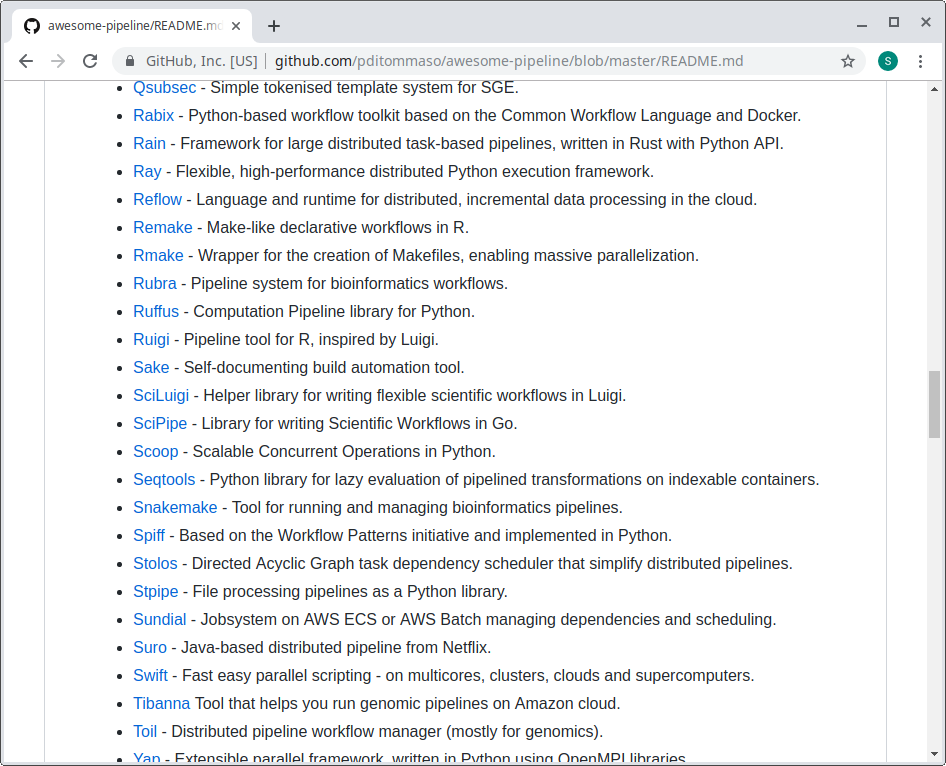 awesome-pipeline/README.md
GitHub, Inc. [US] | github.com/pditommaso/awesome-pipeline/blob/master/README.md
S
Qsubsec - Simple tokenised template system for SGE.
Rabix - Python-based workflow toolkit based on the Common Workflow Language and Docker.
Rain - Framework for large distributed task-based pipelines, written in Rust with Python API.
Ray - Flexible, high-performance distributed Python execution framework.
Reflow - Language and runtime for distributed, incremental data processing in the cloud.
Remake - Make-like declarative workflows in R.
Rmake - Wrapper for the creation of Makefiles, enabling massive parallelization.
Rubra - Pipeline system for bioinformatics workflows.
Ruffus - Computation Pipeline library for Python.
Ruigi - Pipeline tool for R, inspired by Luigi.
Sake - Self-documenting build automation tool.
SciLuigi - Helper library for writing flexible scientific workflows in Luigi.
SciPipe - Library for writing Scientific Workflows in Go.
Scoop - Scalable Concurrent Operations in Python.
Seqtools - Python library for lazy evaluation of pipelined transformations on indexable containers.
Snakemake - Tool for running and managing bioinformatics pipelines.
Spiff - Based on the Workflow Patterns initiative and implemented in Python.
Stolos - Directed Acyclic Graph task dependency scheduler that simplify distributed pipelines.
Stpipe - File processing pipelines as a Python library.
Sundial - Jobsystem on AWS ECS or AWS Batch managing dependencies and scheduling.
Suro - Java-based distributed pipeline from Netflix.
Swift - Fast easy parallel scripting - on multicores, clusters, clouds and supercomputers.
Tibanna Tool that helps you run genomic pipelines on Amazon cloud.
Toil - Distributed pipeline workflow manager (mostly for genomics).
Yap - Extensible parallel framework, written in Python using OpenMPI libraries.